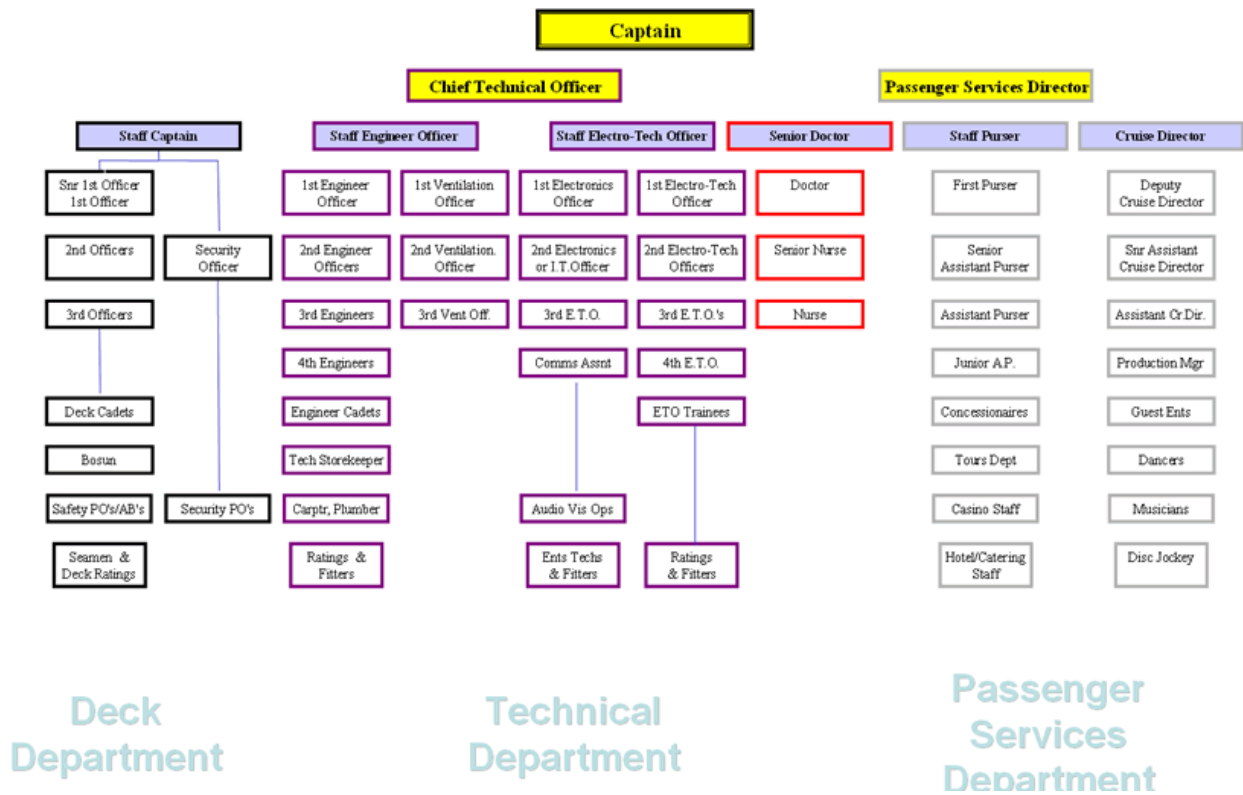 Captain
Chief Technical Officer
Passenger Services Director
Staff Captain
Staff Engineer Officer
Staff Electro-Tech Officer
Senior Doctor
Staff Purser
Cruise Director
Snr 1st Officer
1st Officer
1st Engineer
Officer
1st Ventilation
Officer
1st Electronics
Officer
1st Electro-Tech
Officer
Doctor
First Purser
Deputy
Cruise Director
2nd Officers
Security
Officer
2nd Engineer
Officers
2nd Ventilation.
Officer
2nd Electronics
or I.T.Officer
2nd Electro-Tech
Officers
Senior Nurse
Senior
Assistant Purser
Snr Assistant
Cruise Director
3rd Officers
3rd Engineers
3rd Vent Off.
3rd E.T.O.
3rd E.T.O.'s
Nurse
Assistant Purser
Assistant Cr.Dir.
4th Engineers
Comms Assnt
4th E.T.O.
Junior A.P.
Production Mgr
Deck Cadets
Engineer Cadets
ETO Trainees
Concessionaires
Guest Ents
Bosun
Tech Storekeeper
Tours Dept
Dancers
Safety PO's/AB's
Security PO's
Carptr, Plumber
Audio Vis Ops
Casino Staff
Musicians
Seamen &
Deck Ratings
Ratings &
Fitters
Ents Techs
& Fitters
Ratings
& Fitters
Hotel/Catering
Staff
Disc Jockey
Deck
Department
Technical
Department
Passenger
Services
Department